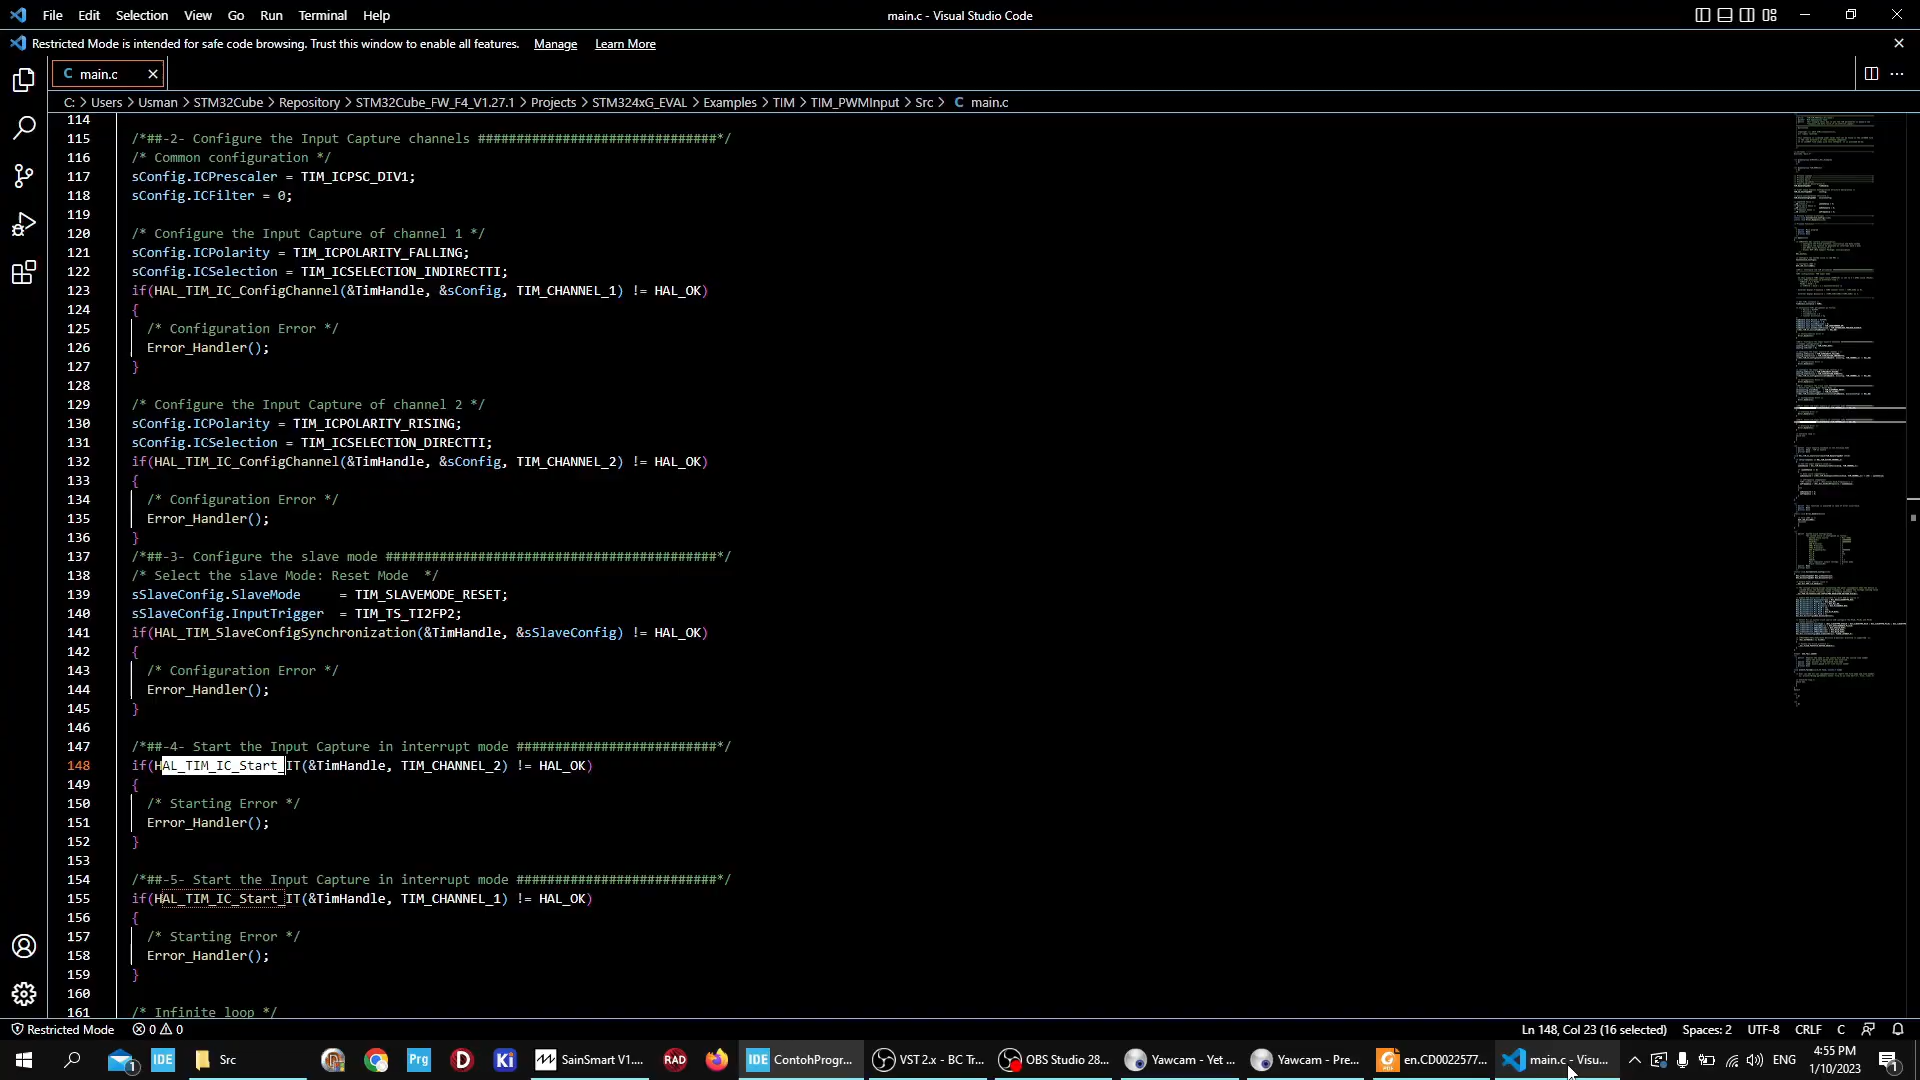 File Edit Selection View Go Run Terminal Help
main.c - Visual Studio Code
Restricted Mode is intended for safe code browsing. Trust this window to enable all features. Manage Learn More
C main.c
C: > Users > Usman > STM32Cube > Repository > STM32Cube_FW_F4_V1.27.1 > Projects > STM324xG_EVAL > Examples > TIM > TIM_PWMInput > Src > C main.c
114
115 /*##-2- Configure the Input Capture channels ###############################*/
116 /* Common configuration */
117 sConfig.ICPrescaler = TIM_ICPSC_DIV1;
118 sConfig.ICFilter = 0;
119
120 /* Configure the Input Capture of channel 1 */
121 sConfig.ICPolarity = TIM_ICPOLARITY_FALLING;
122 sConfig.ICSelection = TIM_ICSELECTION_INDIRECTTI;
123 if(HAL_TIM_IC_ConfigChannel(&TimHandle, &sConfig, TIM_CHANNEL_1) != HAL_OK)
124 {
125 /* Configuration Error */
126 Error_Handler();
127 }
128
129 /* Configure the Input Capture of channel 2 */
130 sConfig.ICPolarity = TIM_ICPOLARITY_RISING;
131 sConfig.ICSelection = TIM_ICSELECTION_DIRECTTI;
132 if(HAL_TIM_IC_ConfigChannel(&TimHandle, &sConfig, TIM_CHANNEL_2) != HAL_OK)
133 {
134 /* Configuration Error */
135 Error_Handler();
136 }
137 /*##-3- Configure the slave mode ###########################################*/
138 /* Select the slave Mode: Reset Mode  */
139 sSlaveConfig.SlaveMode     = TIM_SLAVEMODE_RESET;
140 sSlaveConfig.InputTrigger  = TIM_TS_TI2FP2;
141 if(HAL_TIM_SlaveConfigSynchronization(&TimHandle, &sSlaveConfig) != HAL_OK)
142 {
143 /* Configuration Error */
144 Error_Handler();
145 }
146
147 /*##-4- Start the Input Capture in interrupt mode ##########################*/
148 if(HAL_TIM_IC_Start_IT(&TimHandle, TIM_CHANNEL_2) != HAL_OK)
149 {
150 /* Starting Error */
151 Error_Handler();
152 }
153
154 /*##-5- Start the Input Capture in interrupt mode ##########################*/
155 if(HAL_TIM_IC_Start_IT(&TimHandle, TIM_CHANNEL_1) != HAL_OK)
156 {
157 /* Starting Error */
158 Error_Handler();
159 }
160
161 /* Infinite loop */
Restricted Mode 0 0 Ln 148, Col 23 (16 selected) Spaces: 2 UTF-8 CRLF C
1 IDE Src Prg D Ki SainSmart V1.... RAD IDE ContohProgr... VST 2.x - BC Tr... OBS Studio 28... Yawcam - Yet ... Yawcam - Pre... en.CD0022577... main.c - Visu... ENG 4:55 PM 1
1/10/2023